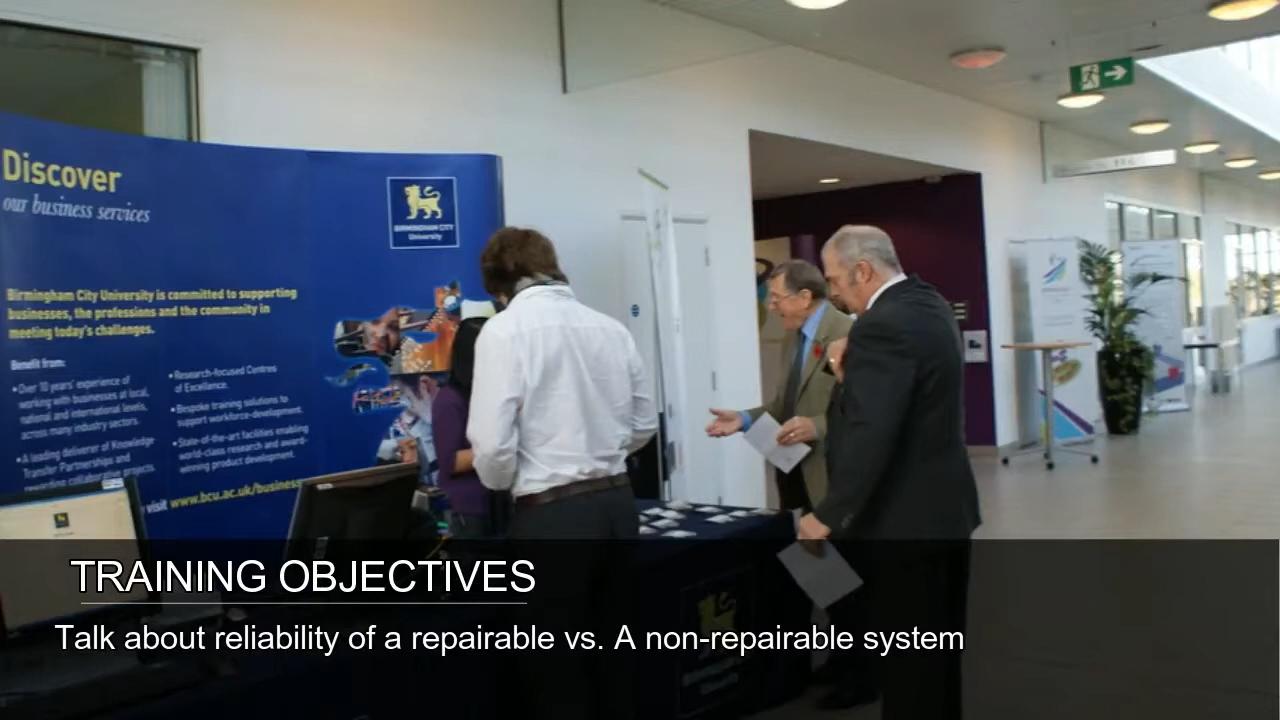 Discover
our business services
BIRMINGHAM CITY
University
Birmingham City University is committed to supporting
businesses, the professions and the community in
meeting today's challenges.
Benefit from:
• Over 10 years' experience of
working with businesses at local,
national and international levels,
across many industry sectors.
• A leading deliverer of Knowledge
Transfer Partnerships and
rewarding collaborative projects.
• Research-focused Centres
of Excellence.
• Bespoke training solutions to
support workforce-development.
• State-of-the-art facilities enabling
world-class research and award-
winning product development.
visit www.bcu.ac.uk/business
TRAINING OBJECTIVES
Talk about reliability of a repairable vs. A non-repairable system